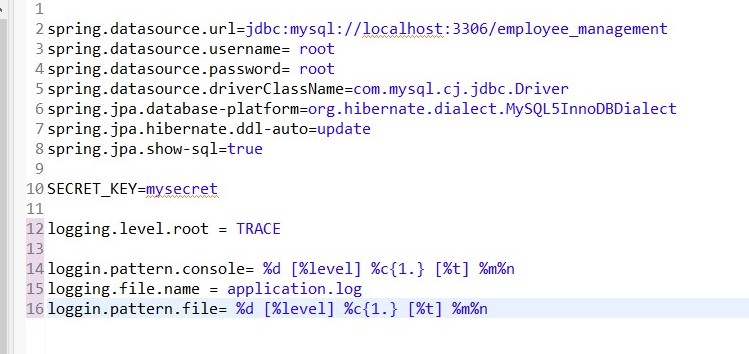 1
2 spring.datasource.url=jdbc:mysql://localhost:3306/employee_management
3 spring.datasource.username= root
4 spring.datasource.password= root
5 spring.datasource.driverClassName=com.mysql.cj.jdbc.Driver
6 spring.jpa.database-platform=org.hibernate.dialect.MySQL5InnoDBDialect
7 spring.jpa.hibernate.ddl-auto=update
8 spring.jpa.show-sql=true
9
10 SECRET_KEY=mysecret
11
12 logging.level.root = TRACE
13
14 loggin.pattern.console= %d [%level] %c{1.} [%t] %m%n
15 logging.file.name = application.log
16 loggin.pattern.file= %d [%level] %c{1.} [%t] %m%n